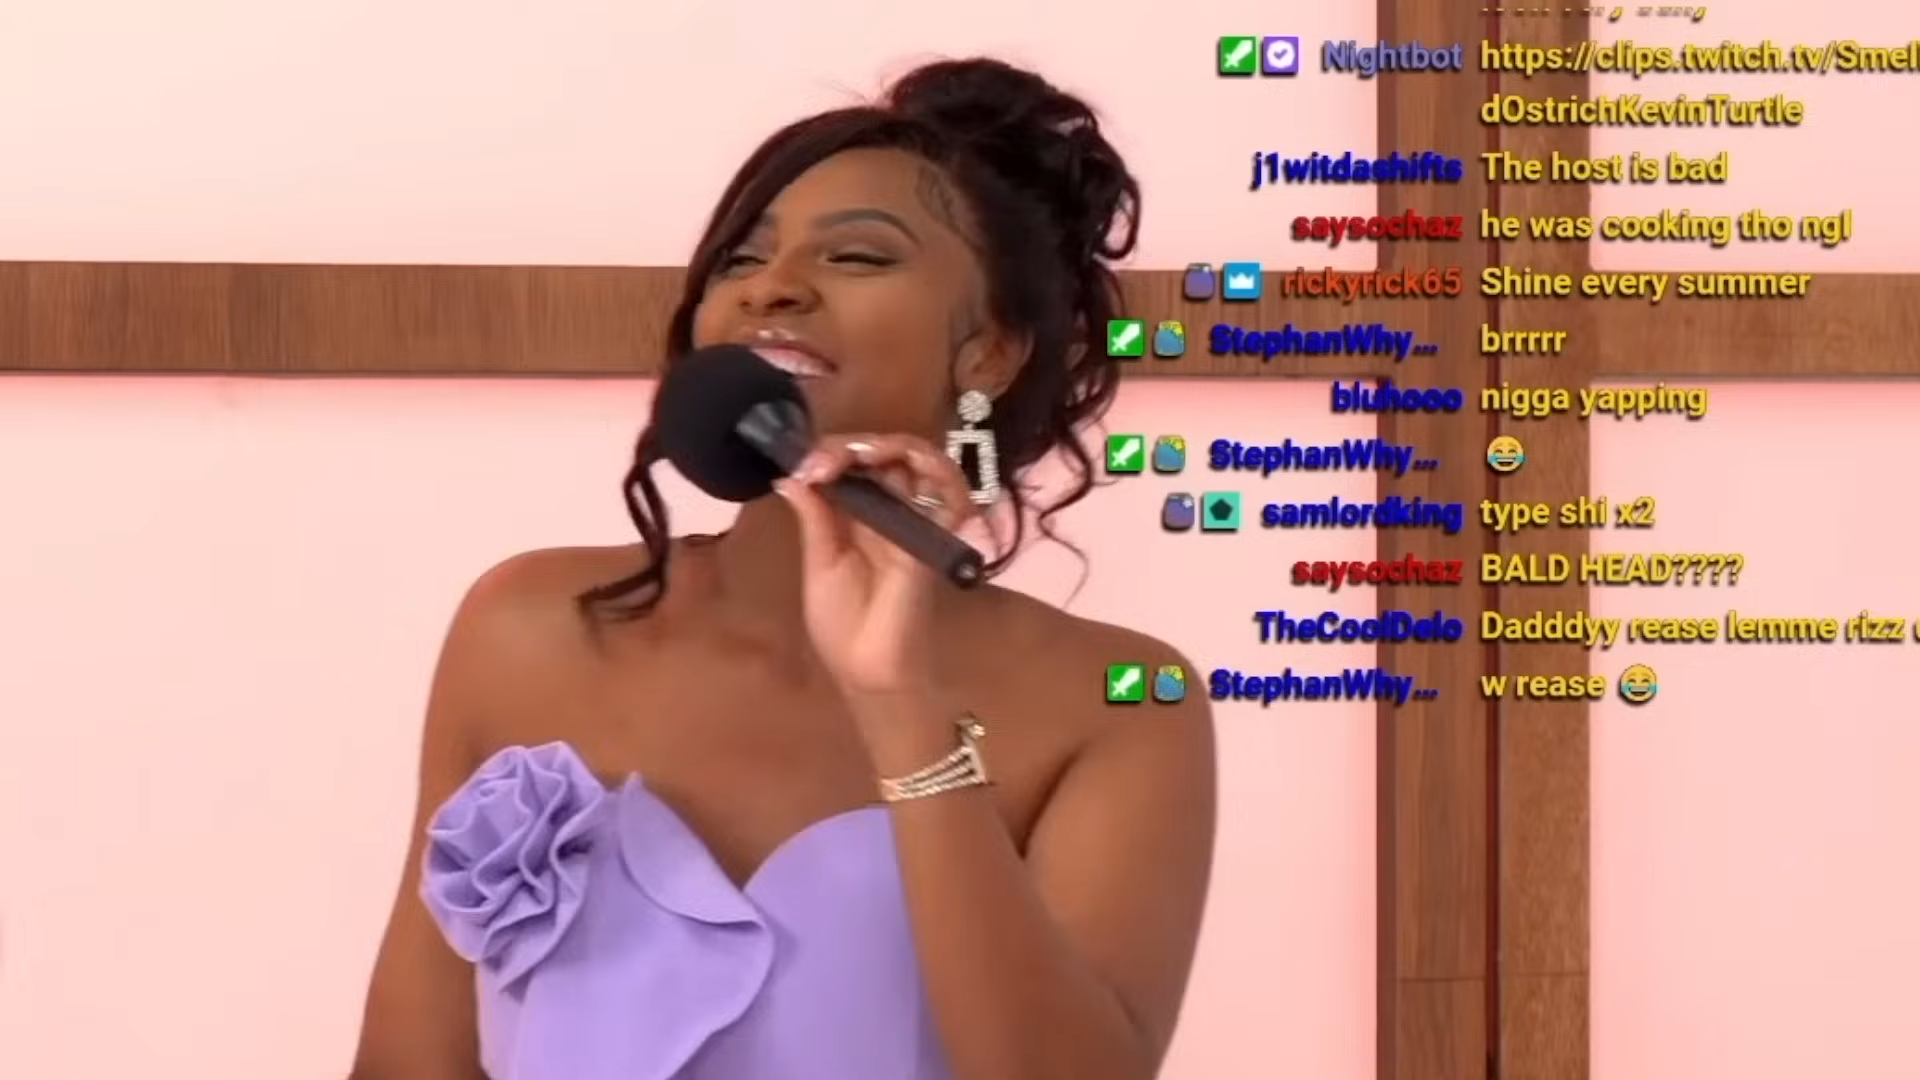 Nightbot https://clips.twitch.tv/Smel
dOstrichKevinTurtle
j1witdashifts The host is bad
saysochaz he was cooking tho ngl
rickyrick65 Shine every summer
StephanWhy... brrrrr
bluhooo nigga yapping
StephanWhy... 😂
samlordking type shi x2
saysochaz BALD HEAD????
TheCoolDelo Dadddyy rease lemme rizz
StephanWhy... w rease 😂